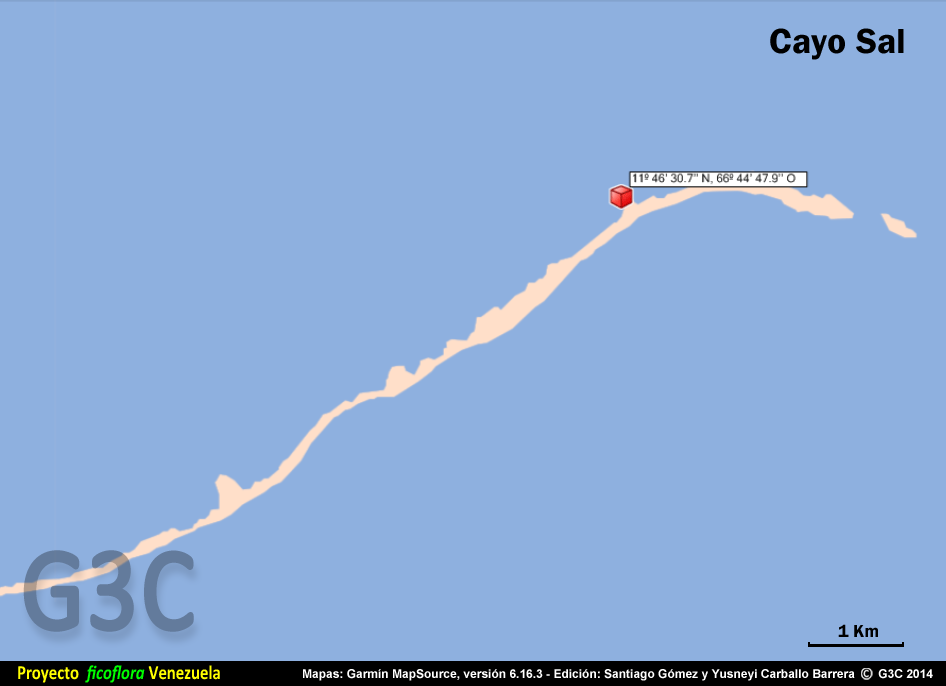 Cayo Sal
11º 46' 30.7" N, 66º 44' 47.9" O
G3C
1 Km
Proyecto ficoflora Venezuela
Mapas: Garmin MapSource, versión 6.16.3 - Edición: Santiago Gómez y Yusneyi Carballo Barrera © G3C 2014